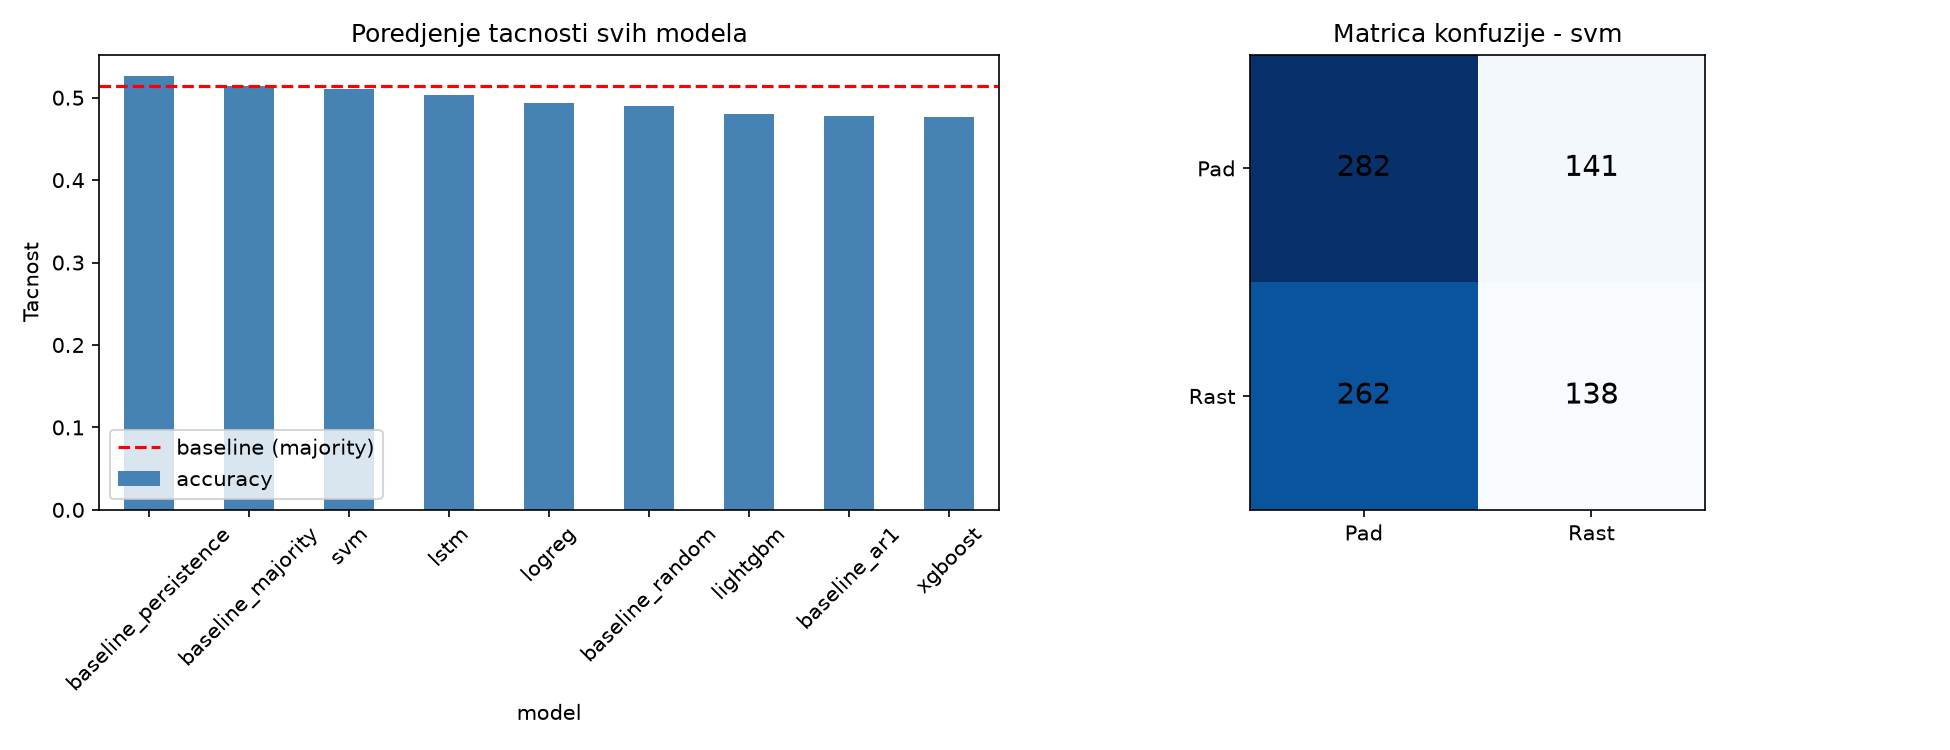 Poredjenje tacnosti svih modela
Tacnost
0.5
0.4
0.3
0.2
0.1
0.0
baseline (majority)
accuracy
baseline_persistence
baseline_majority
svm
lstm
logreg
baseline_random
lightgbm
baseline_ar1
xgboost
model
Matrica konfuzije - svm
Pad
282
141
Rast
262
138
Pad
Rast